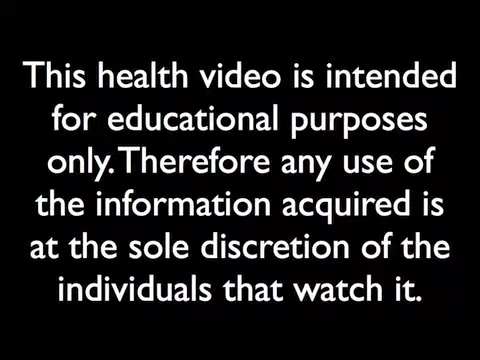 This health video is intended
for educational purposes
only.Therefore any use of
the information acquired is
at the sole discretion of the
individuals that watch it.